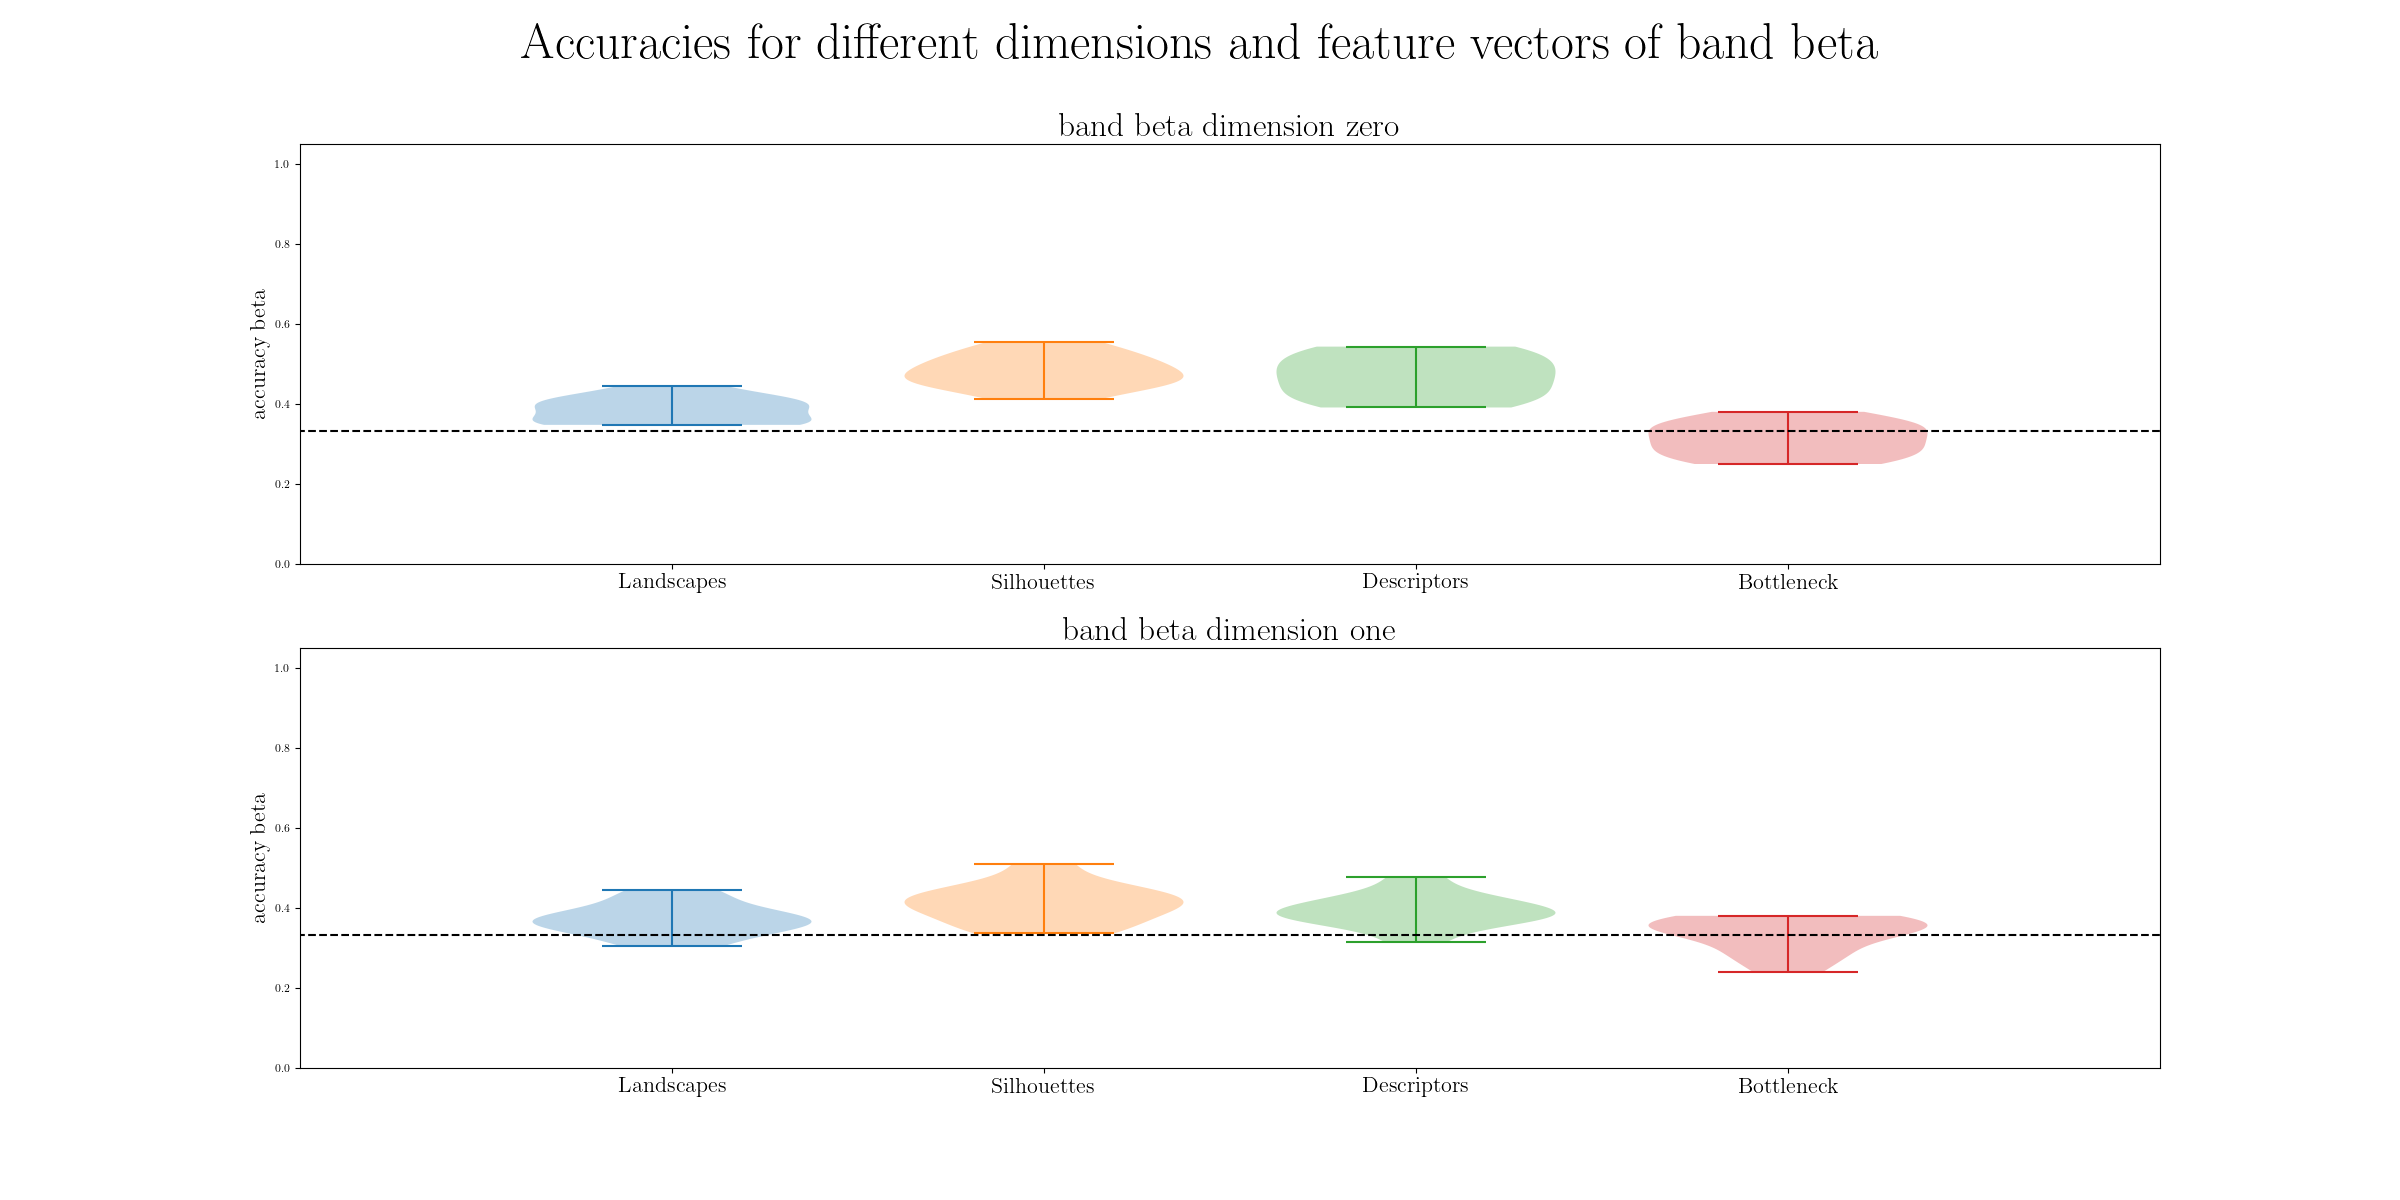 Accuracies for different dimensions and feature vectors of band beta
band beta dimension zero
accuracy beta
1.0
0.8
0.6
0.4
0.2
0.0
Landscapes Silhouettes Descriptors Bottleneck
band beta dimension one
accuracy beta
1.0
0.8
0.6
0.4
0.2
0.0
Landscapes Silhouettes Descriptors Bottleneck